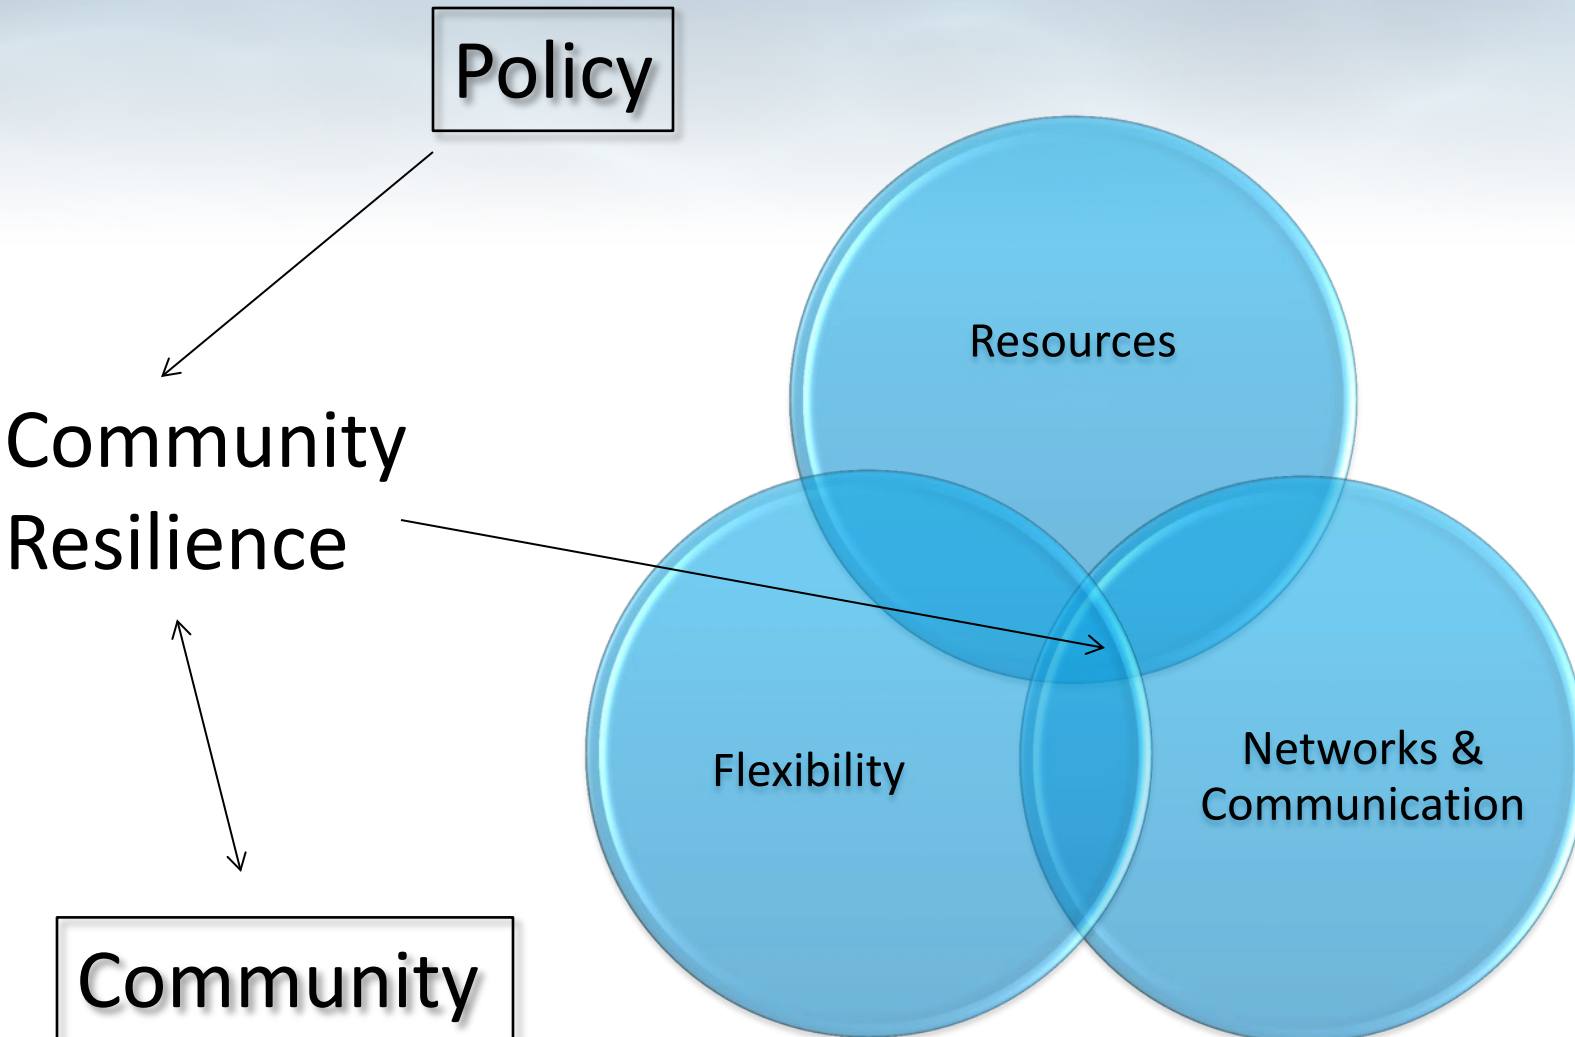 Policy
Resources
Community
Resilience
Flexibility
Networks &
Communication
Community